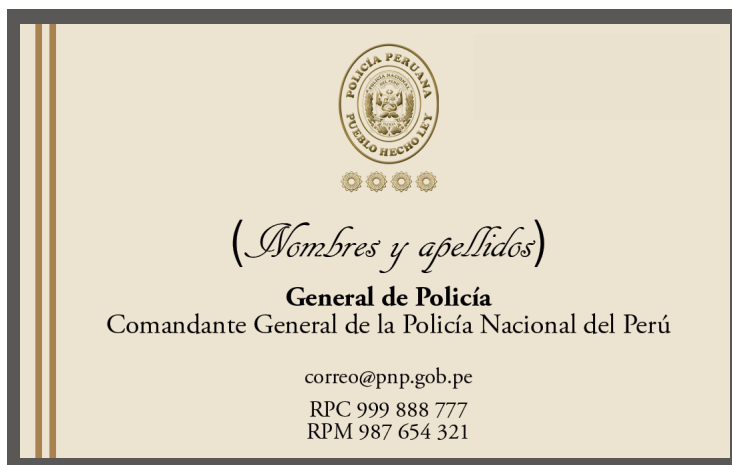 POLICÍA PERUANA
POLICÍA NACIONAL
DEL PERÚ
PUEBLO HECHO LEY
(Nombres y apellidos)
General de Policía
Comandante General de la Policía Nacional del Perú
correo@pnp.gob.pe
RPC 999 888 777
RPM 987 654 321